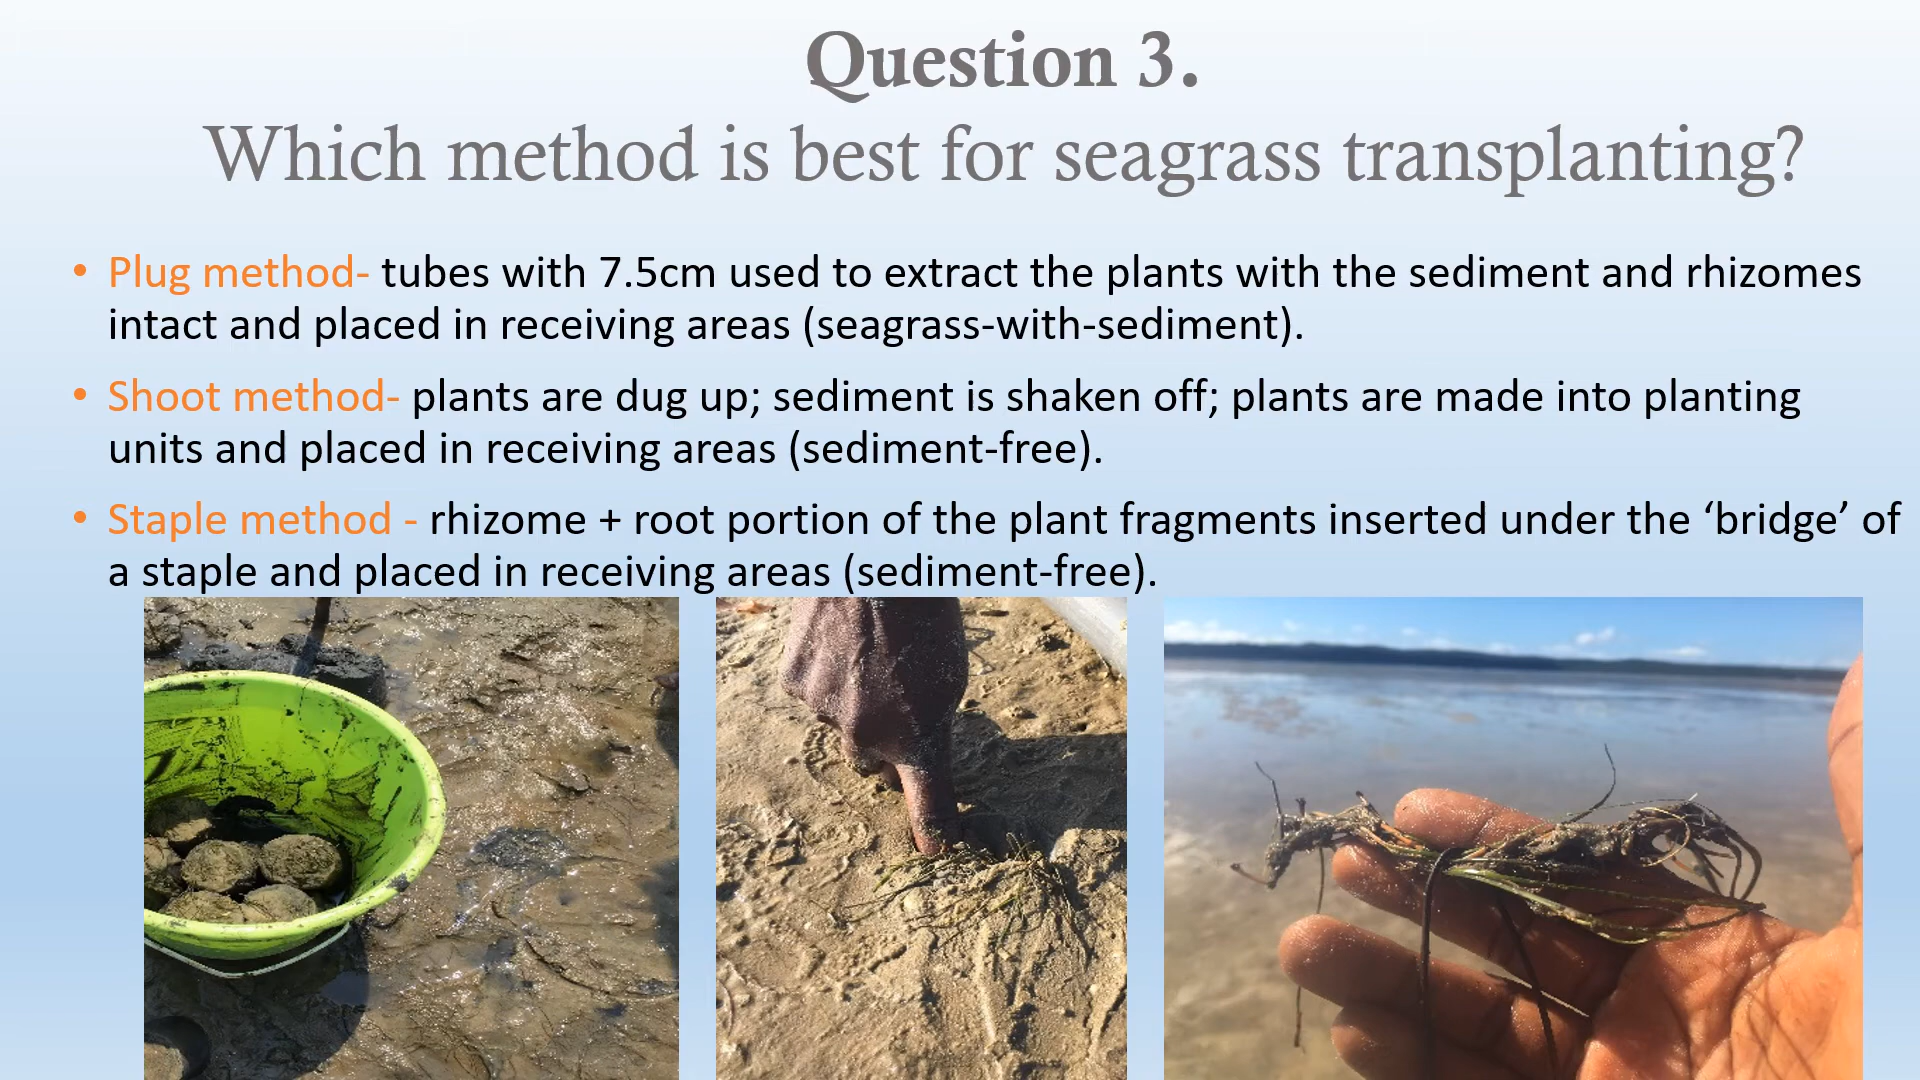 Question 3.
Which method is best for seagrass transplanting?
• Plug method- tubes with 7.5cm used to extract the plants with the sediment and rhizomes
intact and placed in receiving areas (seagrass-with-sediment).
• Shoot method- plants are dug up; sediment is shaken off; plants are made into planting
units and placed in receiving areas (sediment-free).
• Staple method - rhizome + root portion of the plant fragments inserted under the ‘bridge’ of
a staple and placed in receiving areas (sediment-free).